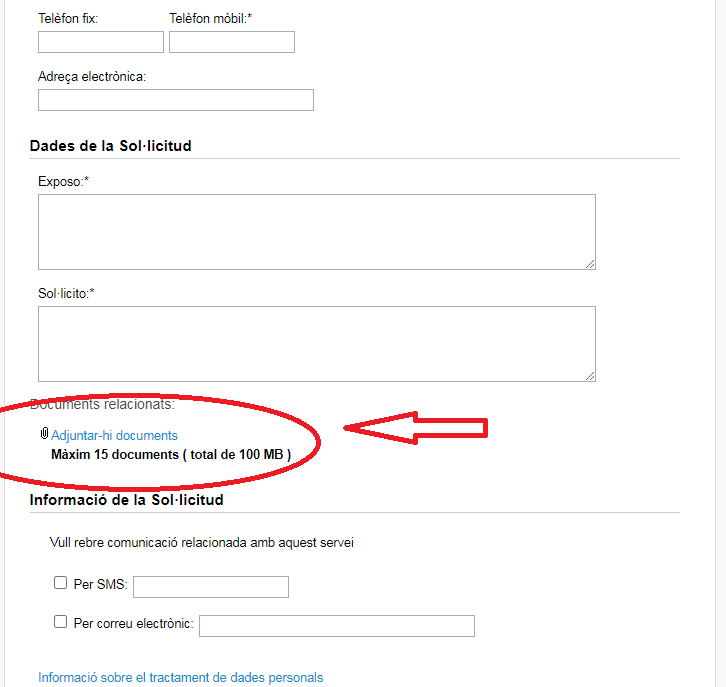 Telèfon fix: Telèfon mòbil:*
Adreça electrònica:
Dades de la Sol·licitud
Exposo:*
Sol·licito:*
Documents relacionats:
Adjuntar-hi documents
Màxim 15 documents ( total de 100 MB )
Informació de la Sol·licitud
Vull rebre comunicació relacionada amb aquest servei
Per SMS:
Per correu electrònic:
Informació sobre el tractament de dades personals